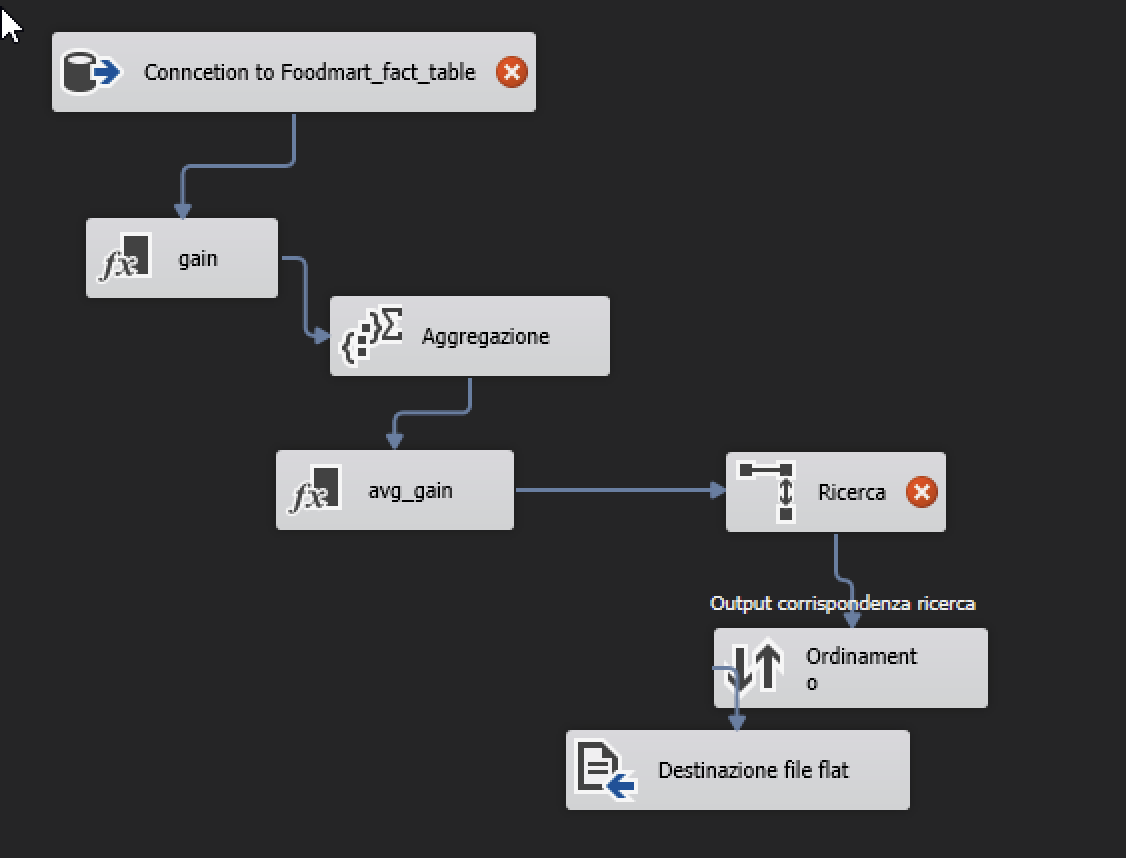 Conncetion to Foodmart_fact_table
gain
Aggregazione
avg_gain
Ricerca
Output corrispondenza ricerca
Ordinament
o
Destinazione file flat